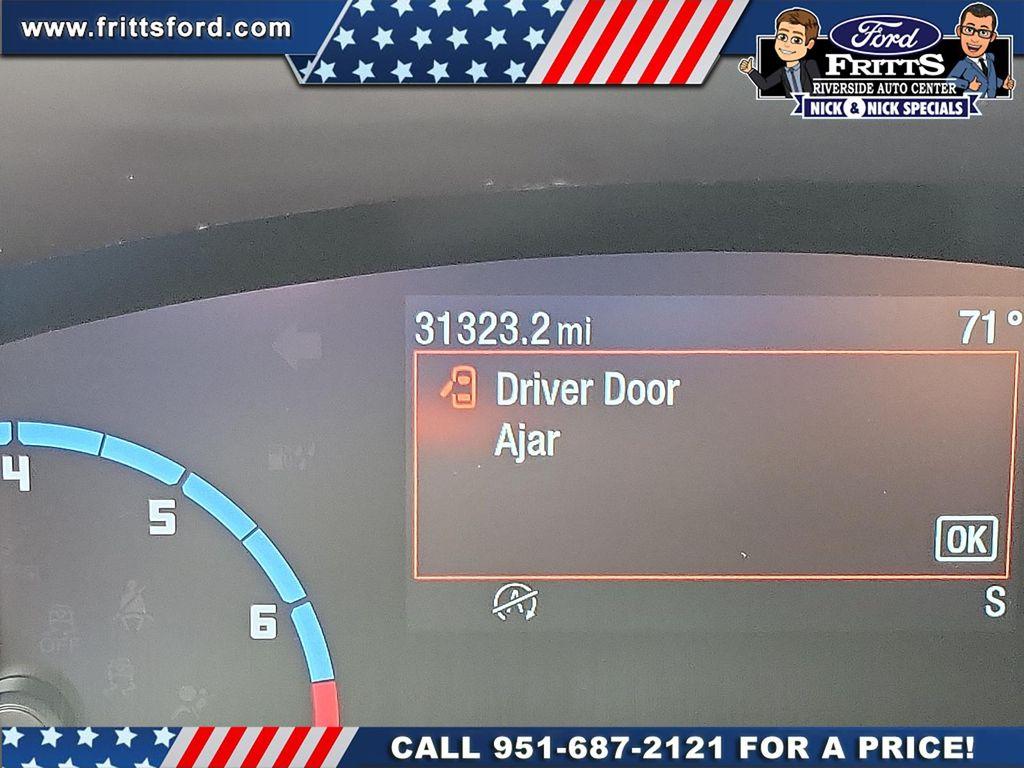 www.frittsford.com
Ford
FRITTS
RIVERSIDE AUTO CENTER
NICK & NICK SPECIALS
31323.2 mi 71°
Driver Door
Ajar
OK
4
5
6
A
S
OFF
CALL 951-687-2121 FOR A PRICE!